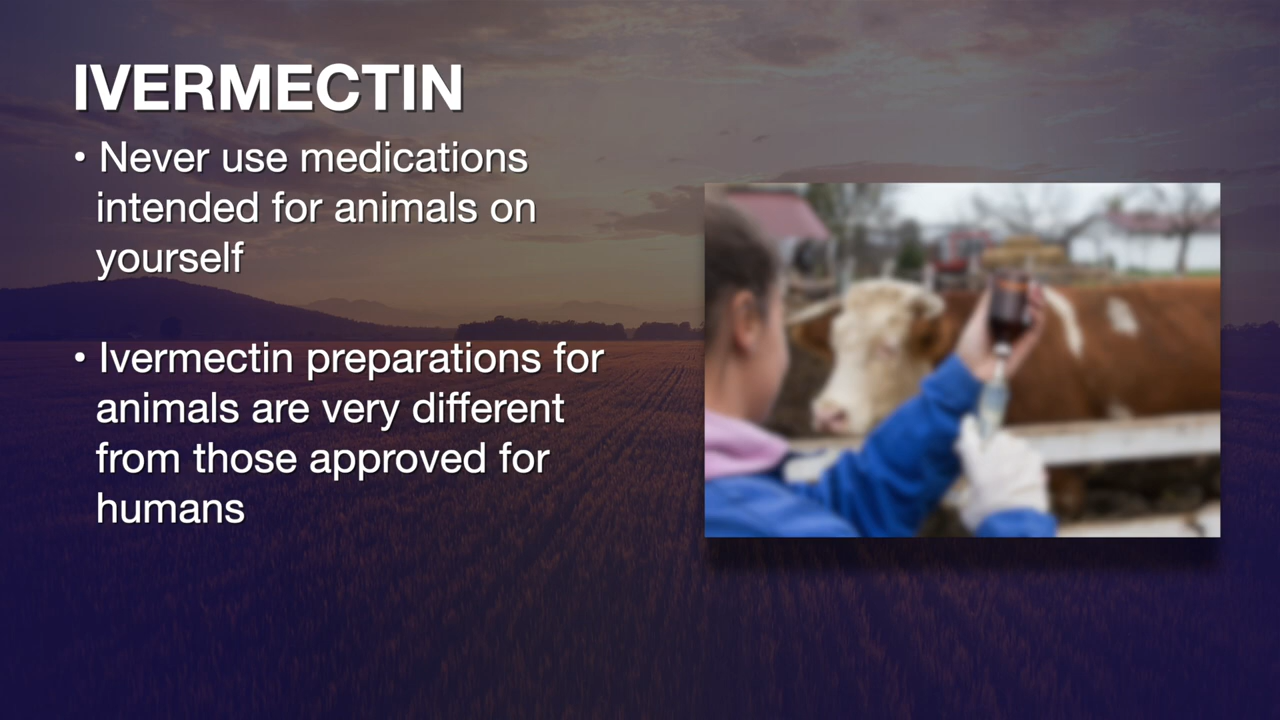 IVERMECTIN
• Never use medications
intended for animals on
yourself
• Ivermectin preparations for
animals are very different
from those approved for
humans